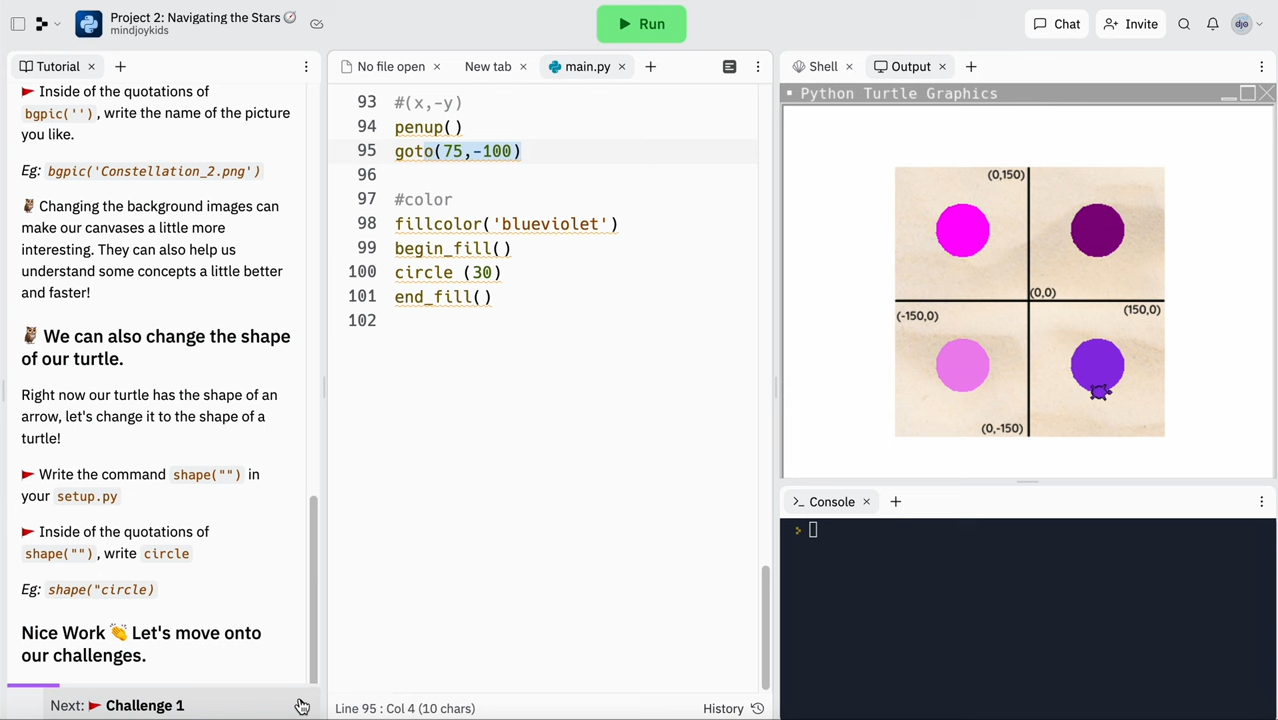 Project 2: Navigating the Stars
mindjoykids
Run
Chat
Invite
djo
Tutorial
Inside of the quotations of
bgpic(''), write the name of the picture
you like.
Eg: bgpic('Constellation_2.png')
Changing the background images can
make our canvases a little more
interesting. They can also help us
understand some concepts a little better
and faster!
We can also change the shape
of our turtle.
Right now our turtle has the shape of an
arrow, let's change it to the shape of a
turtle!
Write the command shape("") in
your setup.py
Inside of the quotations of
shape(""), write circle
Eg: shape("circle)
Nice Work 👏 Let's move onto
our challenges.
Next: Challenge 1
No file open
New tab
main.py
93 #(x,-y)
94 penup()
95 goto(75,-100)
96
97 #color
98 fillcolor('blueviolet')
99 begin_fill()
100 circle (30)
101 end_fill()
102
Line 95 : Col 4 (10 chars)
History
Shell
Output
Python Turtle Graphics
(0,150)
(0,0)
(-150,0)
(150,0)
(0,-150)
Console